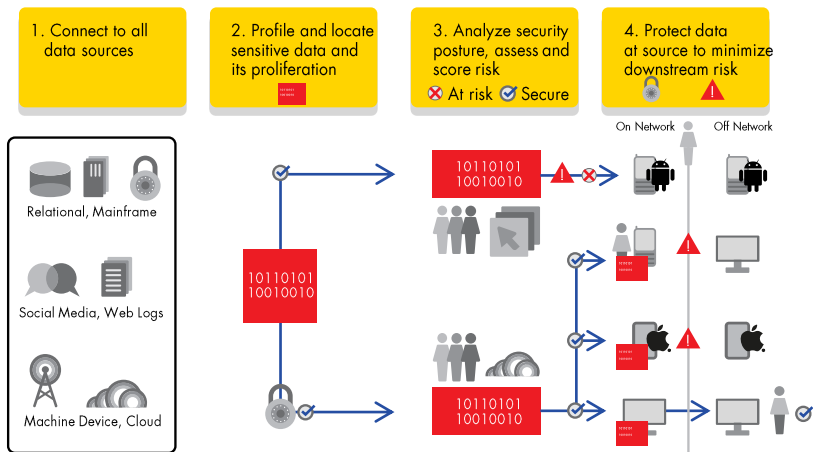 1. Connect to all
data sources
2. Profile and locate
sensitive data and
its proliferation
3. Analyze security
posture, assess and
score risk
At risk
Secure
4. Protect data
at source to minimize
downstream risk
On Network
Off Network
Relational, Mainframe
Social Media, Web Logs
Machine Device, Cloud
10110101
10010010
10110101
10010010
10110101
10010010